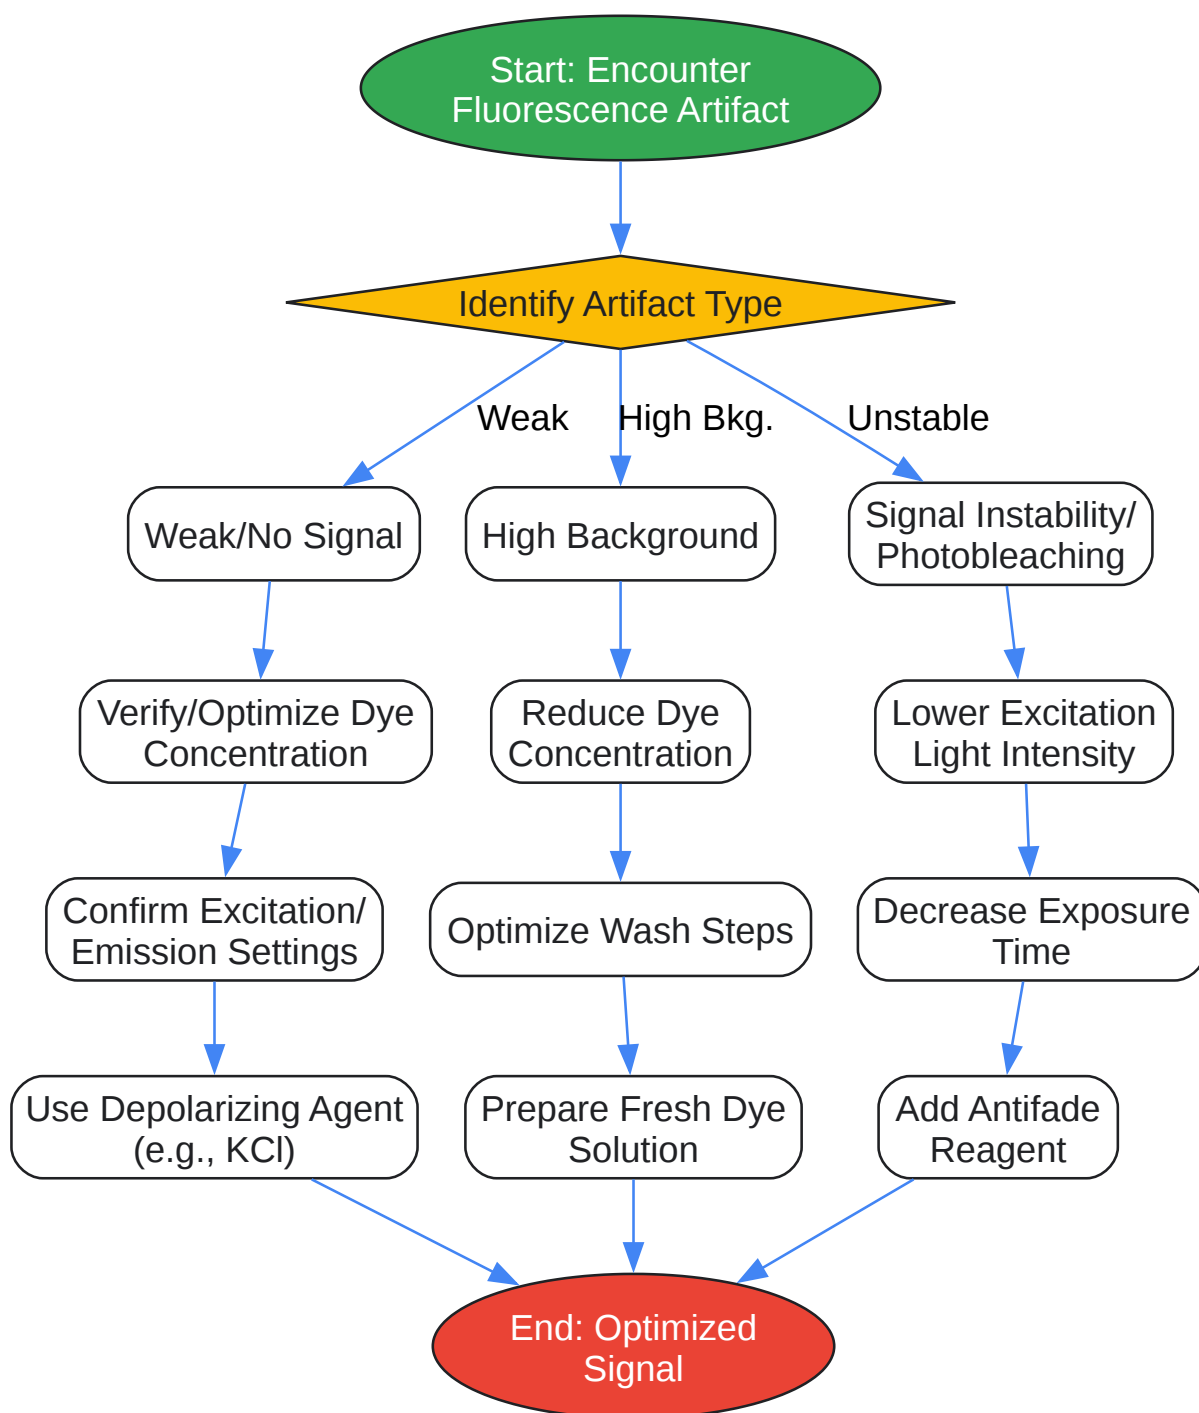 Start: Encounter
Fluorescence Artifact
Identify Artifact Type
Weak
High Bkg.
Unstable
Weak/No Signal
High Background
Signal Instability/
Photobleaching
Verify/Optimize Dye
Concentration
Reduce Dye
Concentration
Lower Excitation
Light Intensity
Confirm Excitation/
Emission Settings
Optimize Wash Steps
Decrease Exposure
Time
Use Depolarizing Agent
(e.g., KCl)
Prepare Fresh Dye
Solution
Add Antifade
Reagent
End: Optimized
Signal